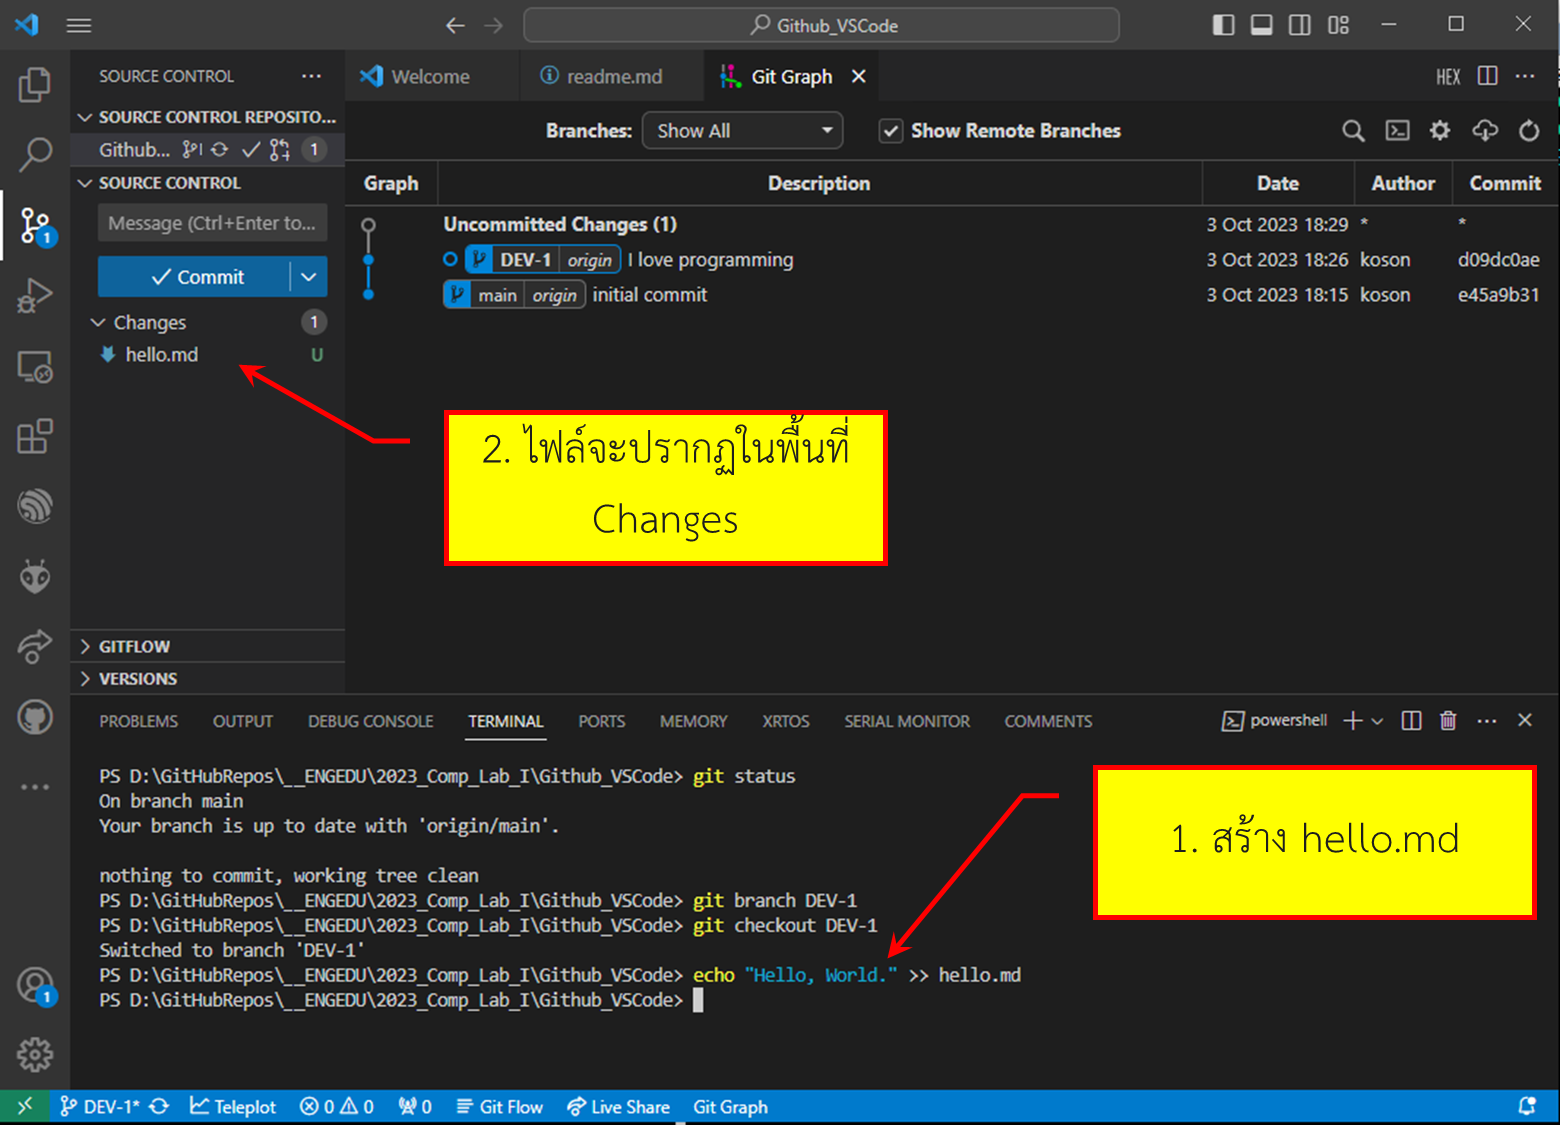 Github_VSCode
SOURCE CONTROL
Welcome
readme.md
Git Graph
HEX
SOURCE CONTROL REPOSITO...
Github...
1
Branches:
Show All
Show Remote Branches
SOURCE CONTROL
Graph
Description
Date
Author
Commit
Message (Ctrl+Enter to...
Uncommitted Changes (1)
3 Oct 2023 18:29
*
*
1
DEV-1
origin
I love programming
3 Oct 2023 18:26
koson
d09dc0ae
Commit
main
origin
initial commit
3 Oct 2023 18:15
koson
e45a9b31
Changes
1
hello.md
U
2. ไฟล์จะปรากฏในพื้นที่
Changes
GITFLOW
VERSIONS
PROBLEMS
OUTPUT
DEBUG CONSOLE
TERMINAL
PORTS
MEMORY
XRTOS
SERIAL MONITOR
COMMENTS
powershell
PS D:\GitHubRepos\__ENGEDU\2023_Comp_Lab_I\Github_VSCode> git status
On branch main
Your branch is up to date with 'origin/main'.
nothing to commit, working tree clean
PS D:\GitHubRepos\__ENGEDU\2023_Comp_Lab_I\Github_VSCode> git branch DEV-1
PS D:\GitHubRepos\__ENGEDU\2023_Comp_Lab_I\Github_VSCode> git checkout DEV-1
Switched to branch 'DEV-1'
PS D:\GitHubRepos\__ENGEDU\2023_Comp_Lab_I\Github_VSCode> echo "Hello, World." >> hello.md
PS D:\GitHubRepos\__ENGEDU\2023_Comp_Lab_I\Github_VSCode>
1. สร้าง hello.md
1
DEV-1*
Teleplot
0
0
0
Git Flow
Live Share
Git Graph